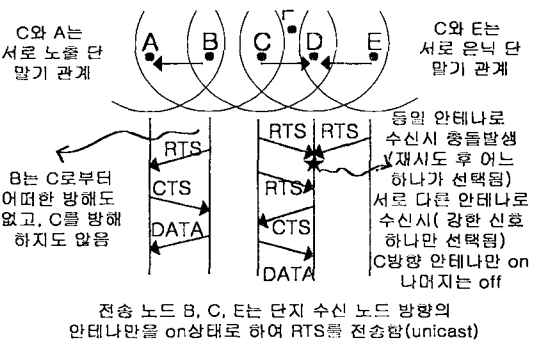 C와 A는
서로 노출 단
말기 관계
F
A
B
C
D
E
C와 E는
서로 은닉 단
말기 관계
RTS
CTS
DATA
B는 C로부터
어떠한 방해도
없고, C를 방해
하지도 않음
RTS
RTS
RTS
CTS
DATA
동일 안테나로
수신시 충돌발생
(재시도 후 어느
하나가 선택됨)
서로 다른 안테나로
수신시( 강한 신호
하나만 선택됨)
C방향 안테나만 on
나머지는 off
전송 노드 B, C, E는 단지 수신 노드 방향의
안테나만을 on상태로 하여 RTS를 전송함(unicast)